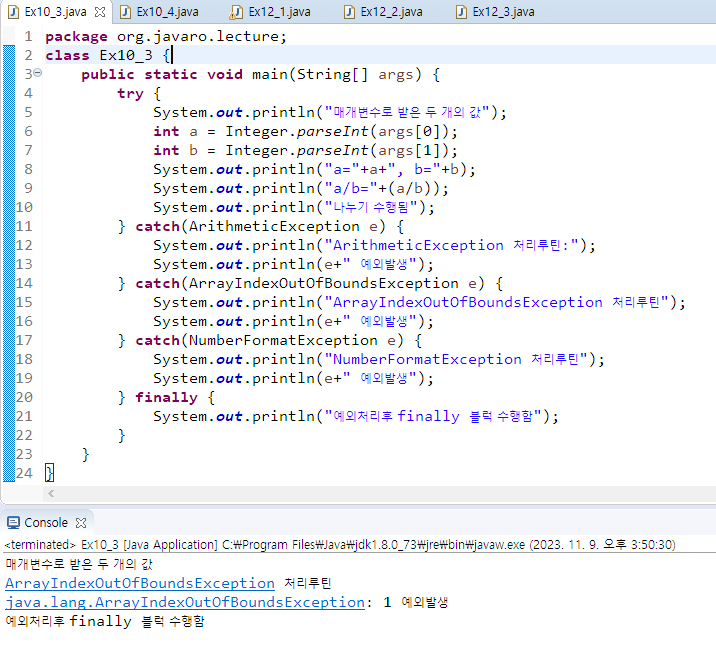 Ex10_3.java Ex10_4.java Ex12_1.java Ex12_2.java Ex12_3.java
1 package org.javaro.lecture;
2 class Ex10_3 {
3 public static void main(String[] args) {
4 try {
5 System.out.println("매개변수로 받은 두 개의 값");
6 int a = Integer.parseInt(args[0]);
7 int b = Integer.parseInt(args[1]);
8 System.out.println("a="+a+", b="+b);
9 System.out.println("a/b="+(a/b));
10 System.out.println("나누기 수행됨");
11 } catch(ArithmeticException e) {
12 System.out.println("ArithmeticException 처리루틴:");
13 System.out.println(e+" 예외발생");
14 } catch(ArrayIndexOutOfBoundsException e) {
15 System.out.println("ArrayIndexOutOfBoundsException 처리루틴");
16 System.out.println(e+" 예외발생");
17 } catch(NumberFormatException e) {
18 System.out.println("NumberFormatException 처리루틴");
19 System.out.println(e+" 예외발생");
20 } finally {
21 System.out.println("예외처리후 finally 블럭 수행함");
22 }
23 }
24 }
Console
<terminated> Ex10_3 [Java Application] C:₩Program Files₩Java₩jdk1.8.0_73₩jre₩bin₩javaw.exe (2023. 11. 9. 오후 3:50:30)
매개변수로 받은 두 개의 값
ArrayIndexOutOfBoundsException 처리루틴
java.lang.ArrayIndexOutOfBoundsException: 1 예외발생
예외처리후 finally 블럭 수행함